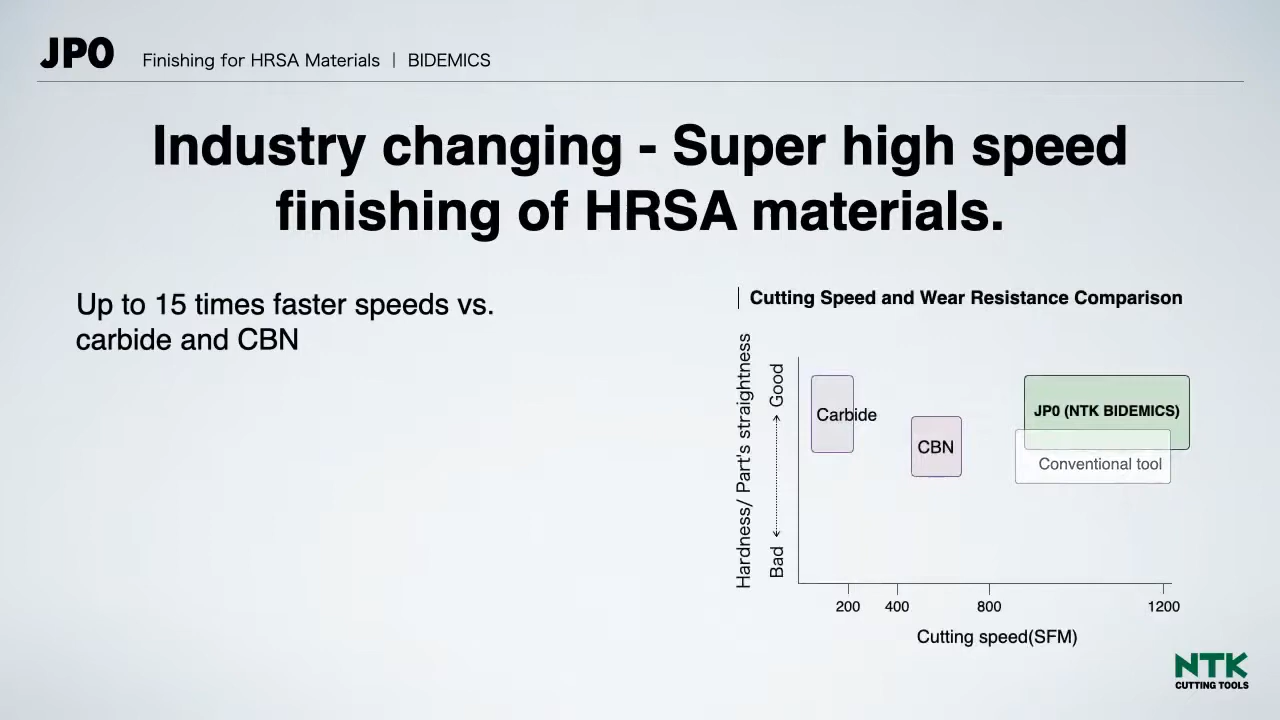 JP0 Finishing for HRSA Materials | BIDEMICS
Industry changing - Super high speed
finishing of HRSA materials.
Up to 15 times faster speeds vs.
carbide and CBN
Cutting Speed and Wear Resistance Comparison
Hardness/ Part's straightness
Good
Bad
Carbide
CBN
JP0 (NTK BIDEMICS)
Conventional tool
200 400 800 1200
Cutting speed(SFM)
NTK
CUTTING TOOLS